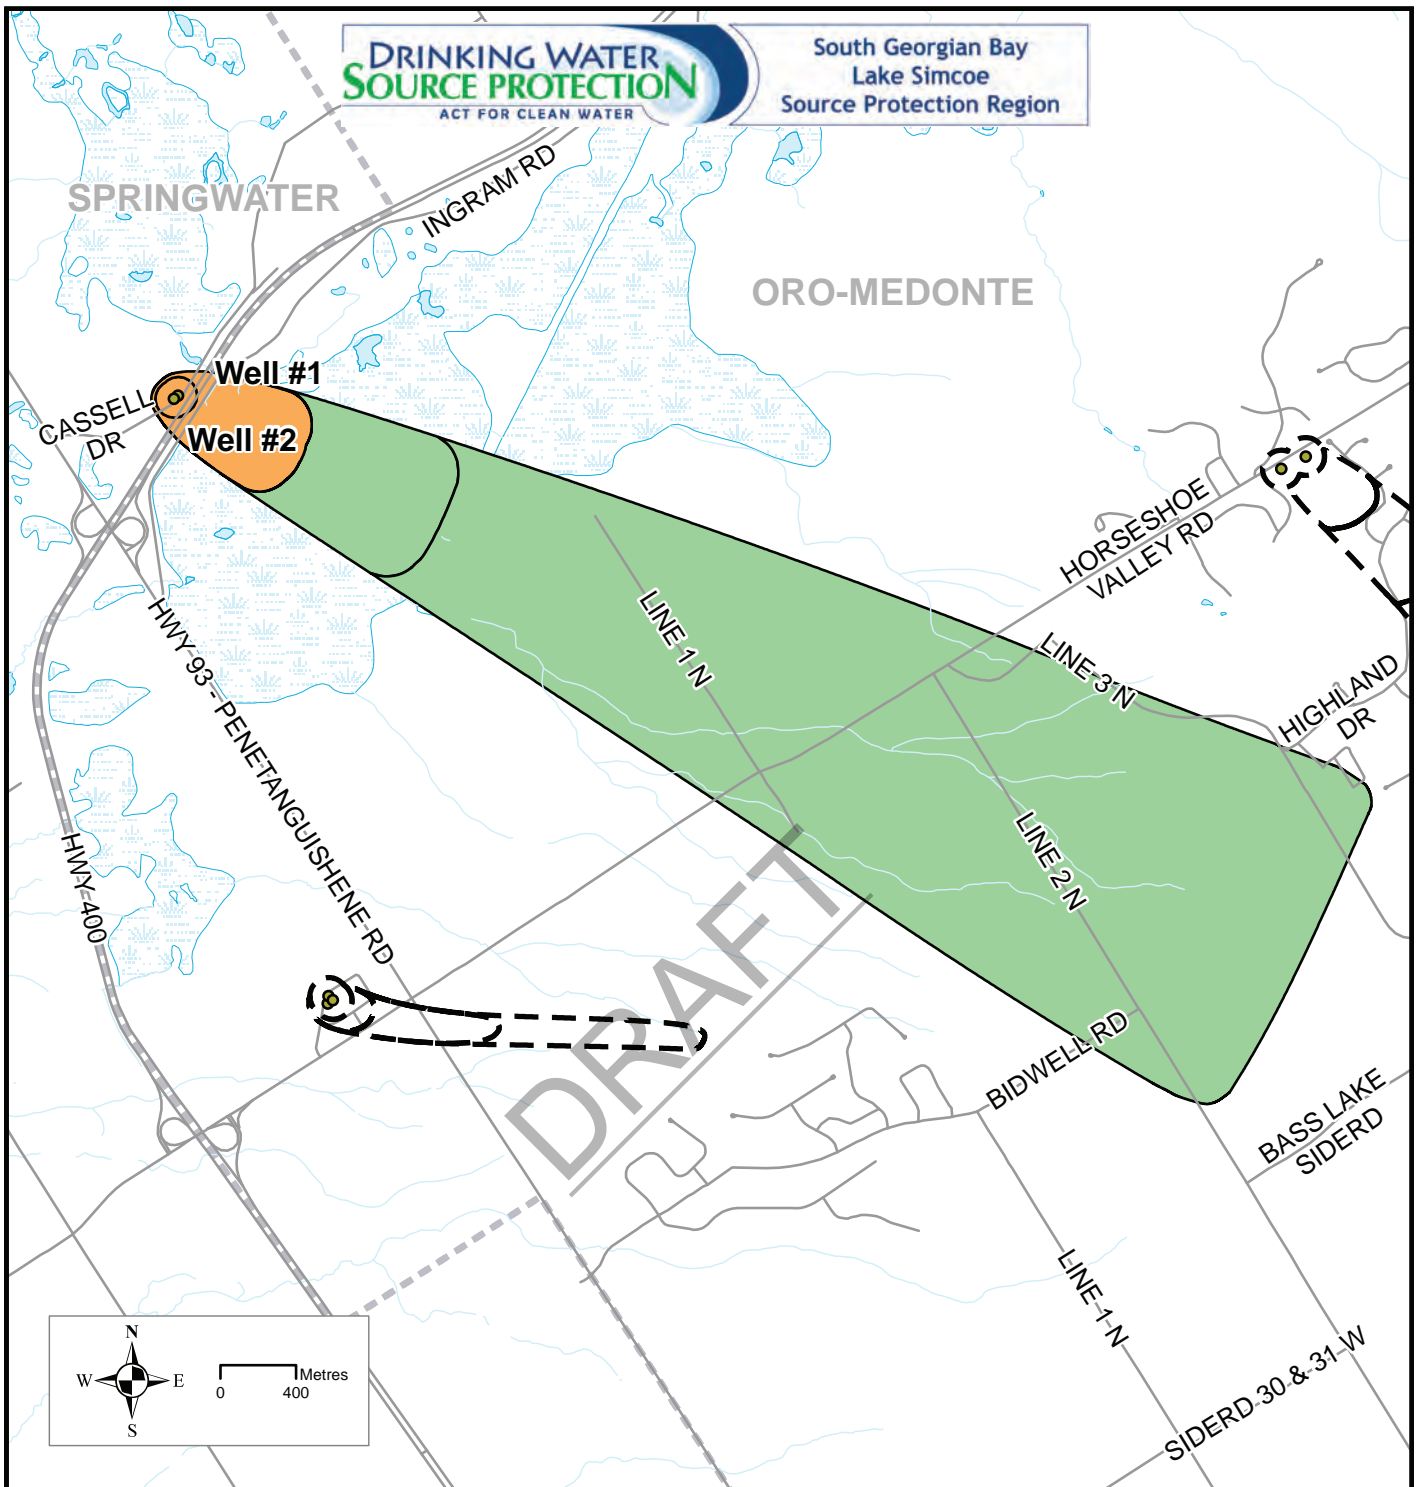 DRINKING WATER
SOURCE PROTECTION
ACT FOR CLEAN WATER
South Georgian Bay
Lake Simcoe
Source Protection Region
SPRINGWATER
INGRAM RD
ORO-MEDONTE
Well #1
CASSELL
DR
Well #2
HORSESHOE
VALLEY RD
LINE 1 N
LINE 3 N
HIGHLAND
DR
HWY 93 - PENETANGUISHENE RD
HWY 400
LINE 2 N
DRAFT
BIDWELL RD
BASS LAKE
SIDERD
LINE 1 N
SIDERD 30 & 31 W
N
W E
S
Metres
0 400